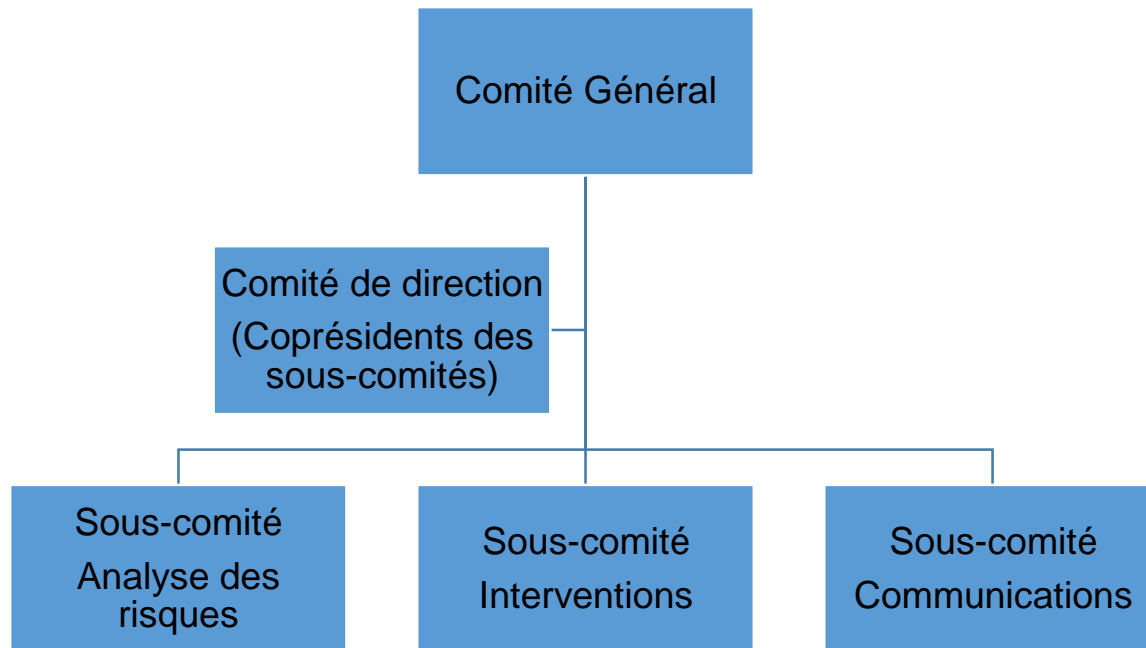 Comité Général
Comité de direction
(Coprésidents des
sous-comités)
Sous-comité
Analyse des
risques
Sous-comité
Interventions
Sous-comité
Communications